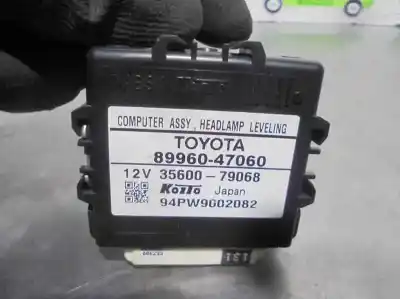 COMPUTER ASSY, HEADLAMP LEVELING
TOYOTA
89960-47060
12V 35600-79068
Koito Japan
94PW9002082